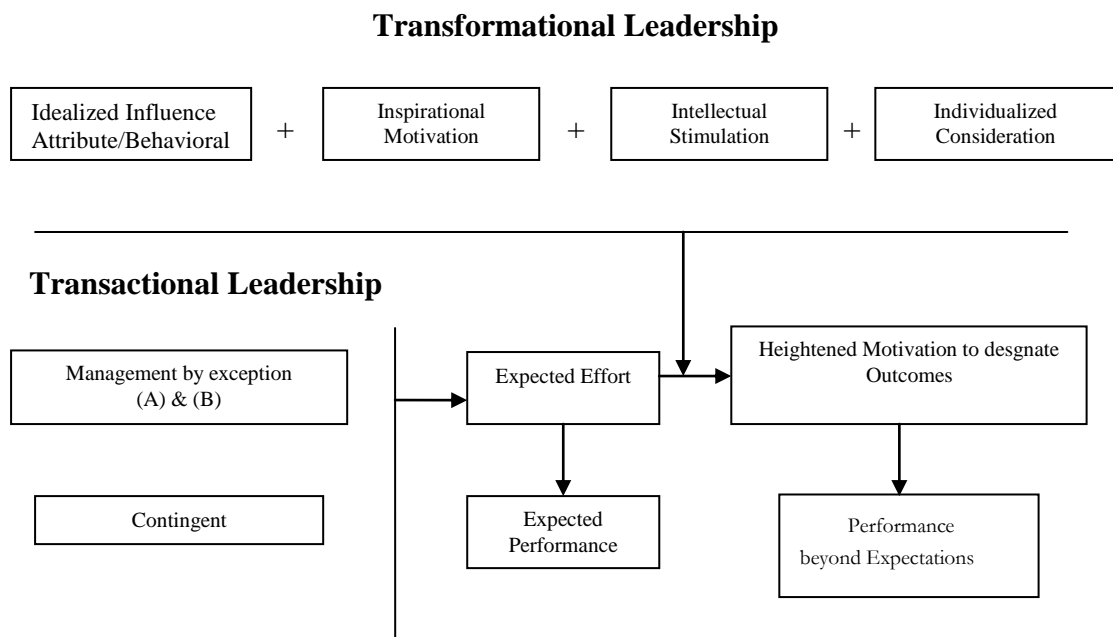 Transformational Leadership
Idealized Influence
Attribute/Behavioral
+
Inspirational
Motivation
+
Intellectual
Stimulation
+
Individualized
Consideration
Transactional Leadership
Management by exception
(A) & (B)
Expected Effort
Heightened Motivation to desgnate
Outcomes
Contingent
Expected
Performance
Performance
beyond Expectations